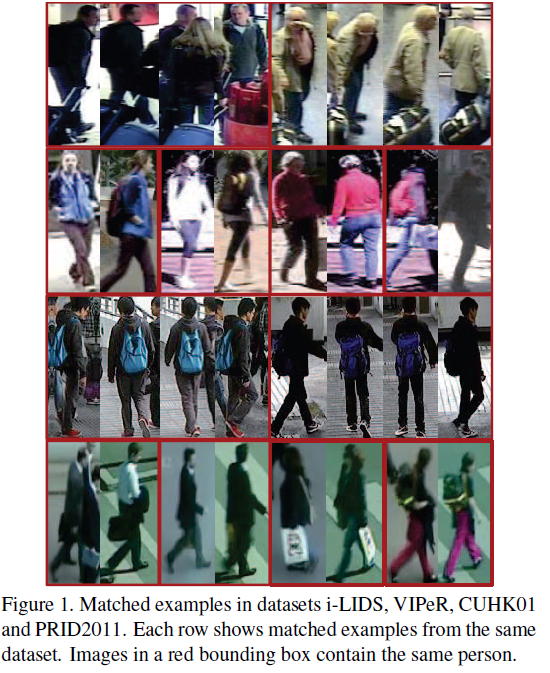 Figure 1. Matched examples in datasets i-LIDS, VIPeR, CUHK01
and PRID2011. Each row shows matched examples from the same
dataset. Images in a red bounding box contain the same person.